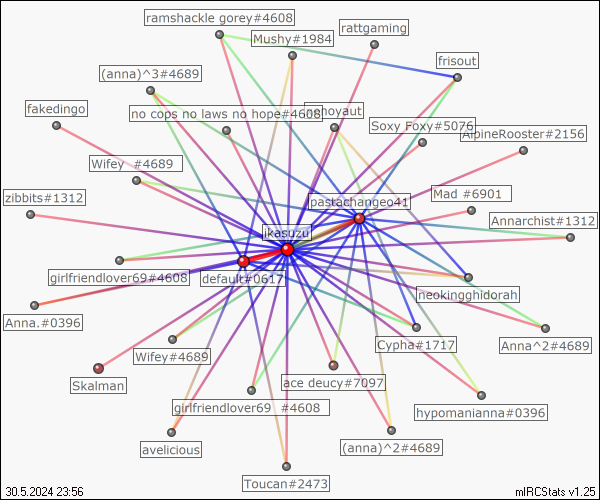 ramshackle gorey#4608
rattgaming
Mushy#1984
frisout
(anna)^3#4689
fakedingo
no cops no laws no hope#4608
Soxy Foxy#5076
AlpineRooster#2156
Wifey  #4689
pastachangeo41
Mad #6901
zibbits#1312
Annarchist#1312
jkasuzu
girlfriendlover69#4608
default#0617
neokingghidorah
Anna.#0396
Cypha#1717
Anna^2#4689
Wifey#4689
Skalman
ace deucy#7097
girlfriendlover69  #4608
hypomanianna#0396
avelicious
(anna)^2#4689
Toucan#2473
30.5.2024 23:56
mIRCStats v1.25